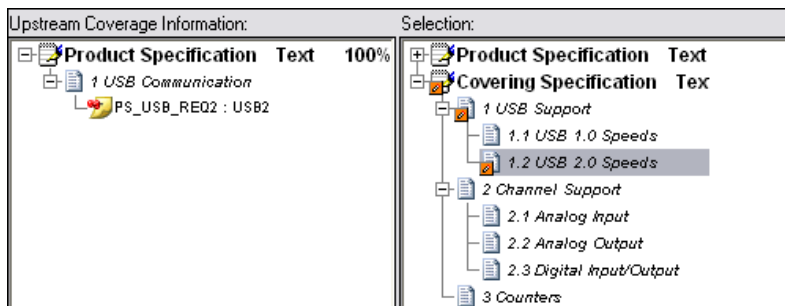 Upstream Coverage Information:
Product Specification Text 100%
1 USB Communication
PS_USB_REQ2 : USB2
Selection:
Product Specification Text
Covering Specification Tex
1 USB Support
1.1 USB 1.0 Speeds
1.2 USB 2.0 Speeds
2 Channel Support
2.1 Analog Input
2.2 Analog Output
2.3 Digital Input/Output
3 Counters